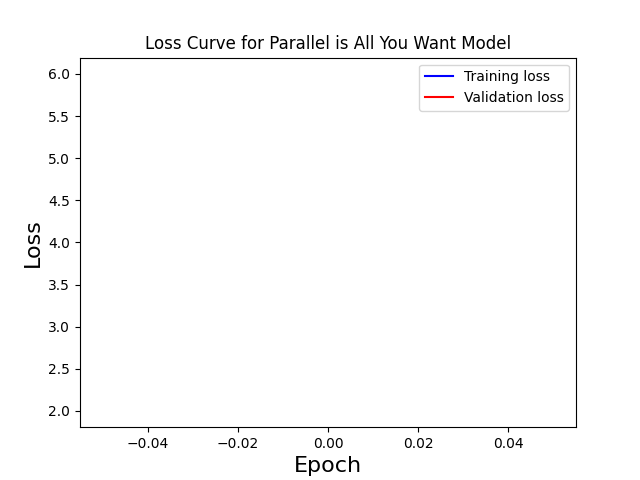 Loss Curve for Parallel is All You Want Model
Training loss
Validation loss
6.0
5.5
5.0
4.5
4.0
3.5
3.0
2.5
2.0
Loss
−0.04 −0.02 0.00 0.02 0.04
Epoch